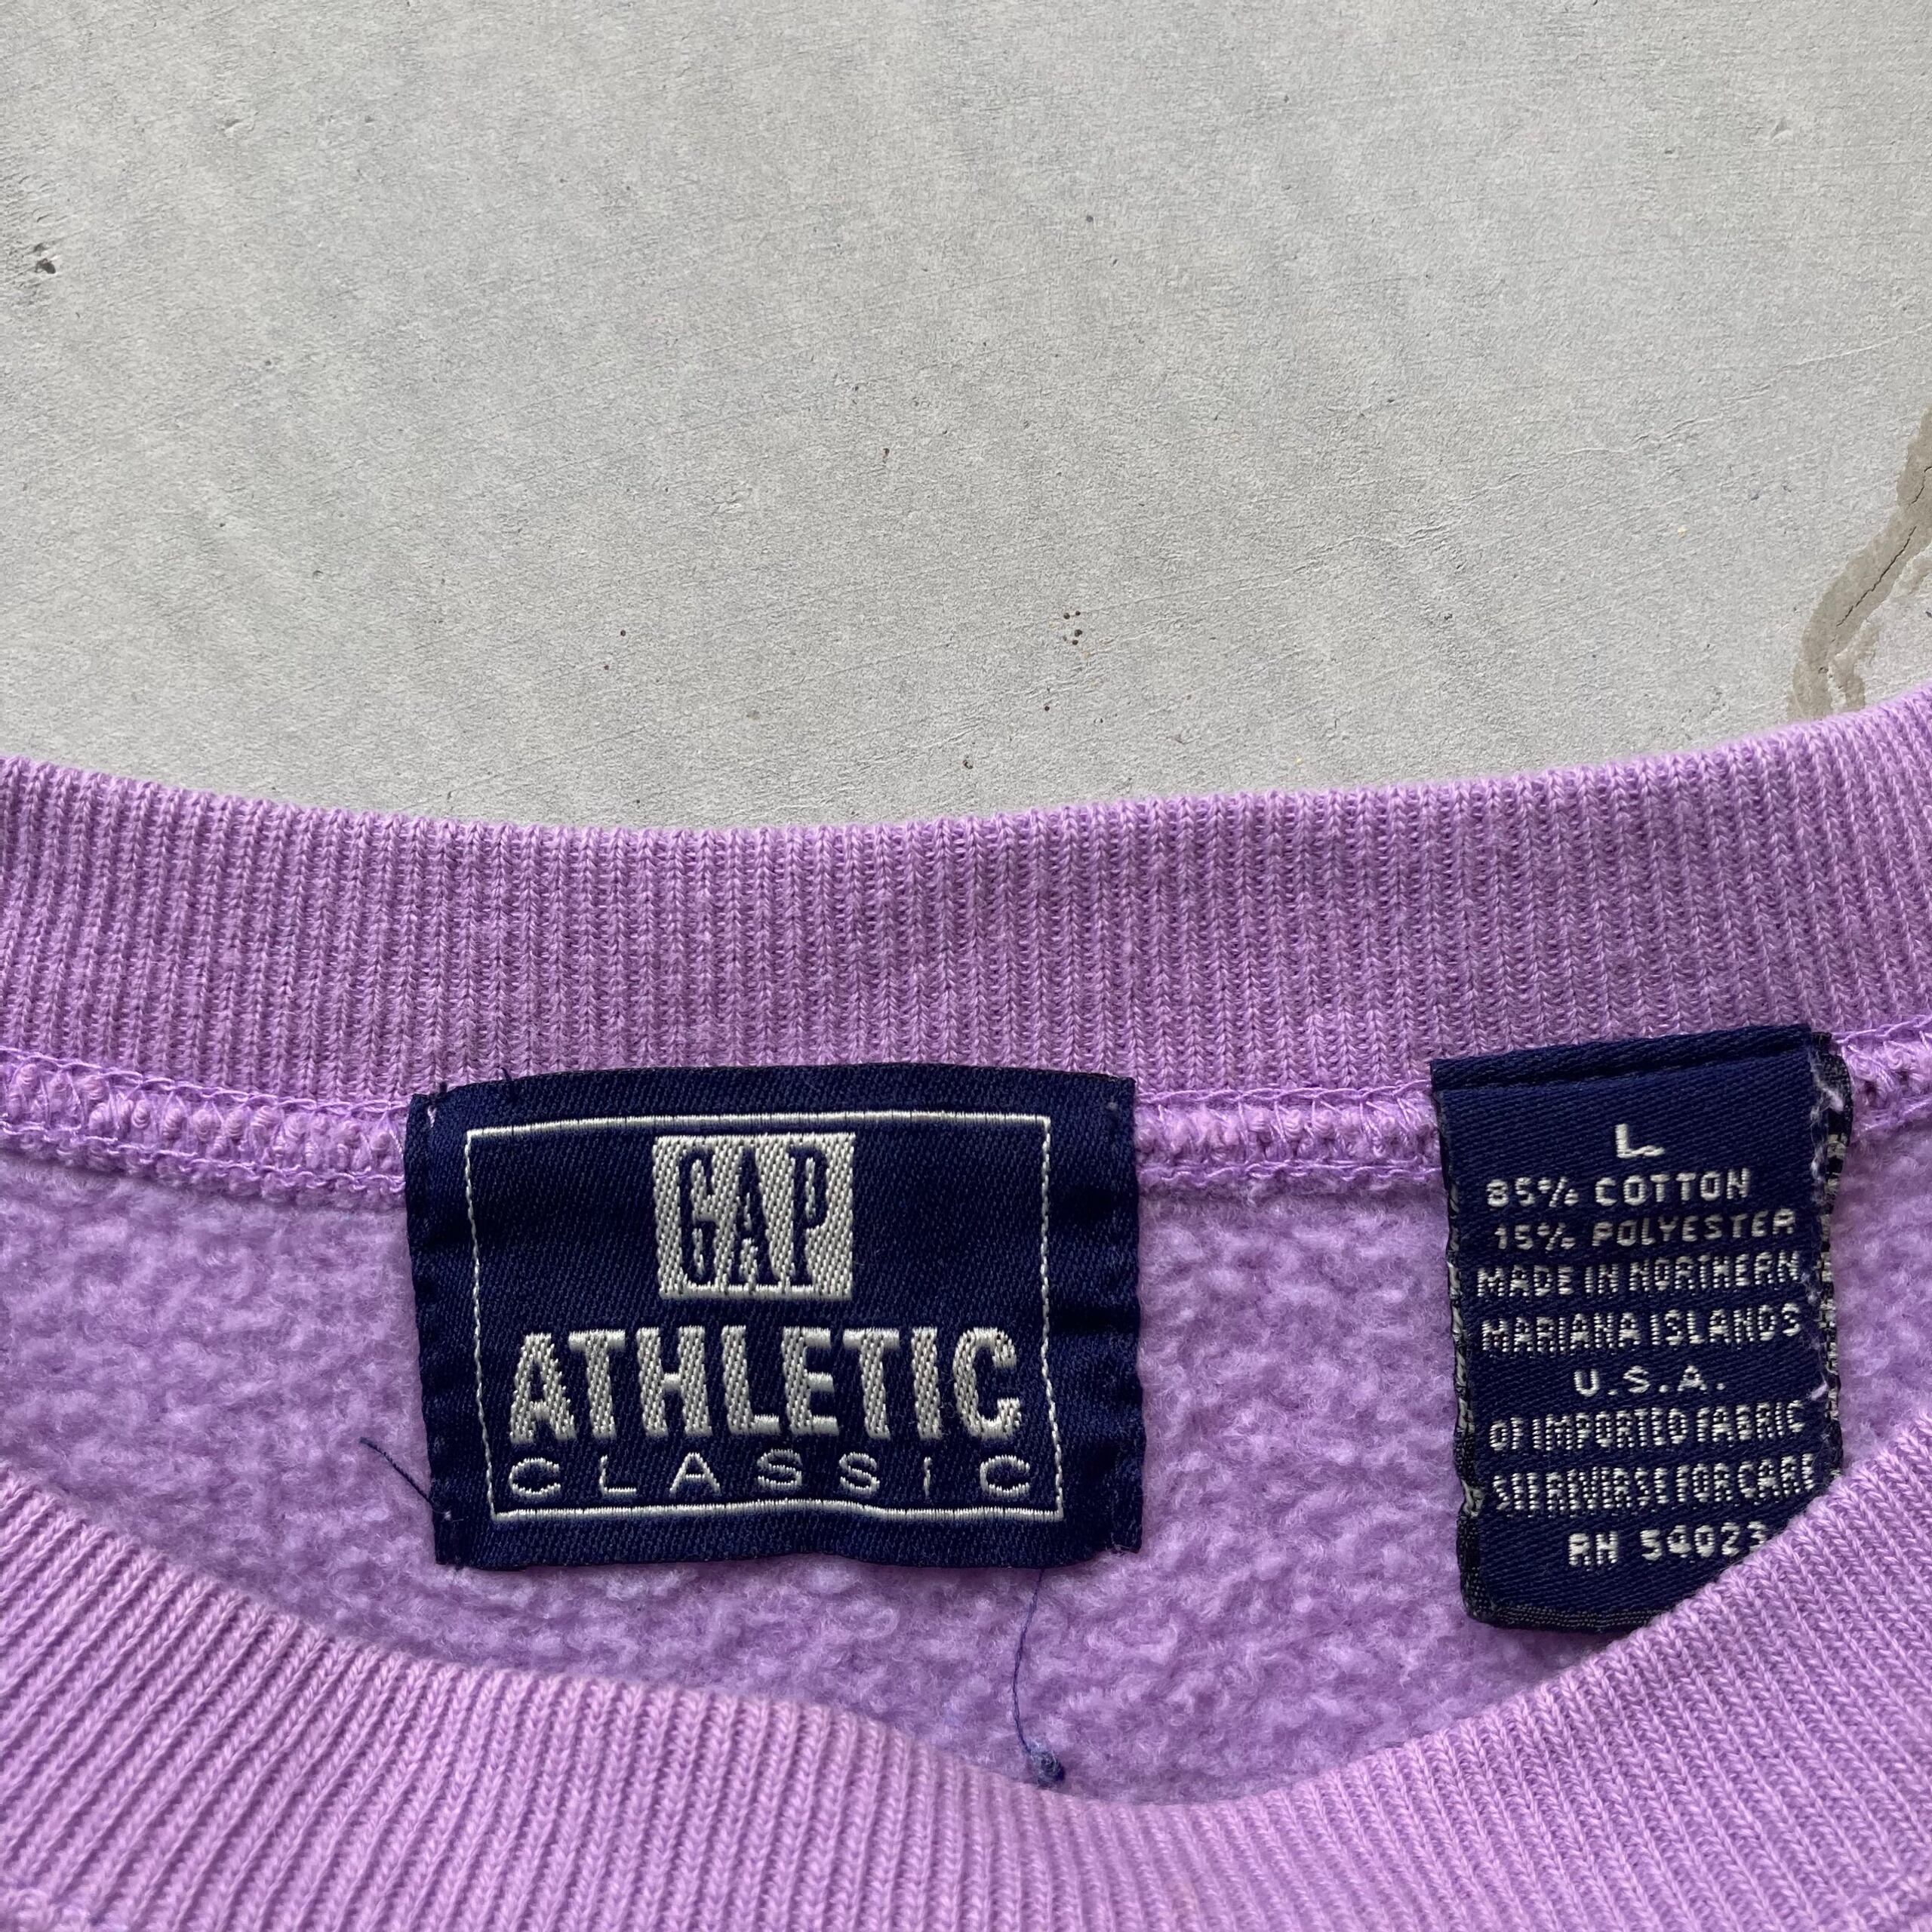 GAP
ATHLETIC
CLASSIC
L
85% COTTON
15% POLYESTER
MADE IN NORTHERN
MARIANA ISLANDS
U.S.A.
OF IMPORTED FABRIC
SEE REVERSE FOR CARE
RN 54023